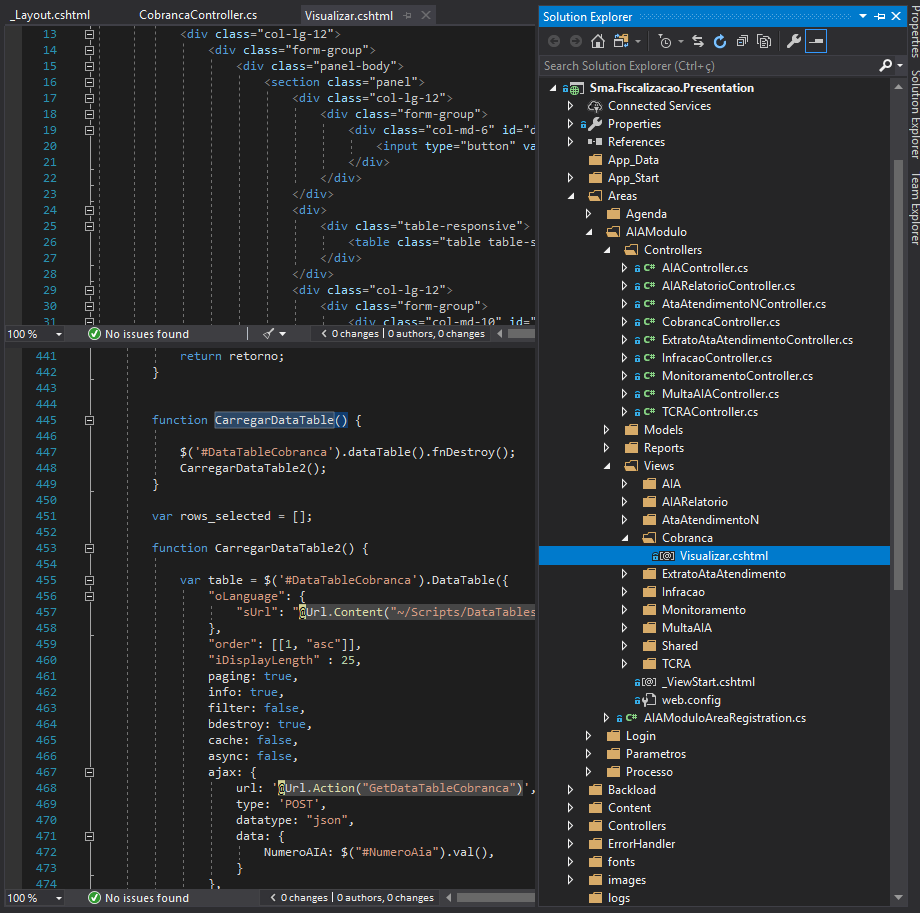 _Layout.cshtml
CobrancaController.cs
Visualizar.cshtml
13 <div class="col-lg-12">
14 <div class="form-group">
15 <div class="panel-body">
16 <section class="panel">
17 <div class="col-lg-12">
18 <div class="form-group">
19 <div class="col-md-6" id="d
20 <input type="button" va
21 </div>
22 </div>
23 </div>
24 <div>
25 <div class="table-responsive">
26 <table class="table table-s
27 </div>
28 </div>
29 <div class="col-lg-12">
30 <div class="form-group">
31 <div class="col-md-10" id="
100 % No issues found 0 changes | 0 authors, 0 changes
441 return retorno;
442 }
443
444
445 function CarregarDataTable() {
446
447 $('#DataTableCobranca').dataTable().fnDestroy();
448 CarregarDataTable2();
449 }
450
451 var rows_selected = [];
452
453 function CarregarDataTable2() {
454
455 var table = $('#DataTableCobranca').DataTable({
456 "oLanguage": {
457 "sUrl": "@Url.Content("~/Scripts/DataTables
458 },
459 "order": [[1, "asc"]],
460 "iDisplayLength" : 25,
461 paging: true,
462 info: true,
463 filter: false,
464 bdestroy: true,
465 cache: false,
466 async: false,
467 ajax: {
468 url: '@Url.Action("GetDataTableCobranca")',
469 type: 'POST',
470 datatype: "json",
471 data: {
472 NumeroAIA: $("#NumeroAia").val(),
473 }
474 },
100 % No issues found 0 changes | 0 authors, 0 changes
Solution Explorer
Search Solution Explorer (Ctrl+ç)
Sma.Fiscalizacao.Presentation
Connected Services
Properties
References
App_Data
App_Start
Areas
Agenda
AIAModulo
Controllers
C# AIAController.cs
C# AIARelatorioController.cs
C# AtaAtendimentoNController.cs
C# CobrancaController.cs
C# ExtratoAtaAtendimentoController.cs
C# InfracaoController.cs
C# MonitoramentoController.cs
C# MultaAIAController.cs
C# TCRAController.cs
Models
Reports
Views
AIA
AIARelatorio
AtaAtendimentoN
Cobranca
[@] Visualizar.cshtml
ExtratoAtaAtendimento
Infracao
Monitoramento
MultaAIA
Shared
TCRA
[@] _ViewStart.cshtml
web.config
C# AIAModuloAreaRegistration.cs
Login
Parametros
Processo
Backload
Content
Controllers
ErrorHandler
fonts
images
logs
Properties
Solution Explorer
Team Explorer